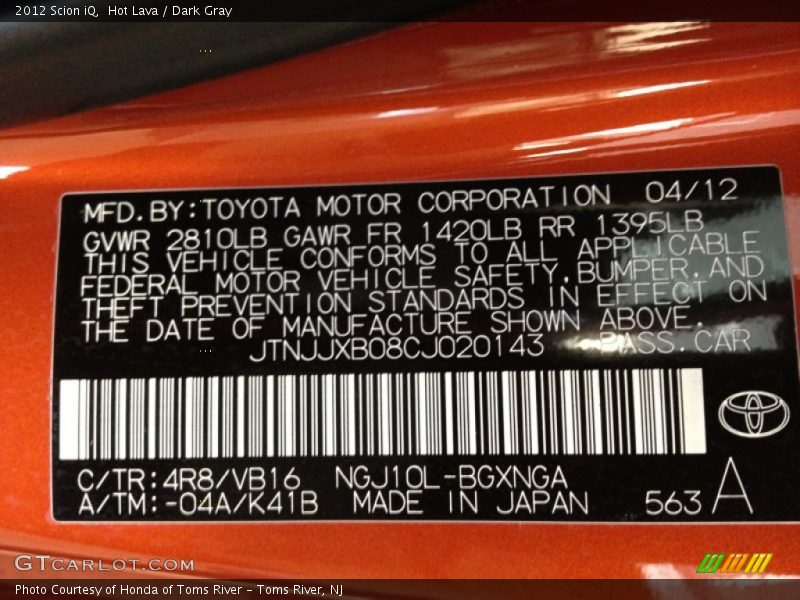 2012 Scion iQ,  Hot Lava / Dark Gray
MFD.BY:TOYOTA MOTOR CORPORATION 04/12
GVWR 2810LB GAWR FR 1420LB RR 1395LB
THIS VEHICLE CONFORMS TO ALL APPLICABLE
FEDERAL MOTOR VEHICLE SAFETY,BUMPER,AND
THEFT PREVENTION STANDARDS IN EFFECT ON
THE DATE OF MANUFACTURE SHOWN ABOVE.
JTNJJXB08CJ020143 PASS.CAR
C/TR:4R8/VB16 NGJ10L-BGXNGA
A/TM:-04A/K41B MADE IN JAPAN 563 A
GTCARLOT.COM
Photo Courtesy of Honda of Toms River - Toms River, NJ